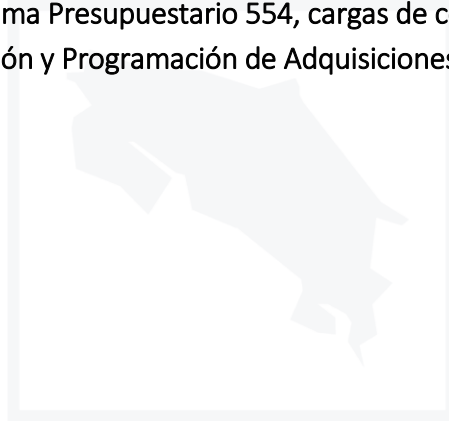 ma Presupuestario 554, cargas de c
ón y Programación de Adquisiciones